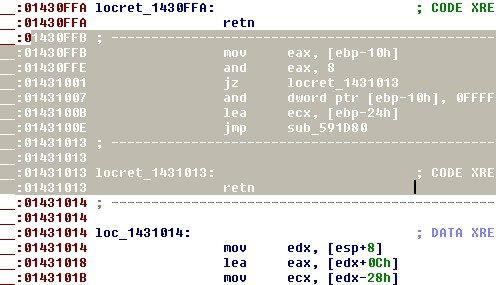 :01430FFA locret_1430FFA: ; CODE XRE
:01430FFA retn
:01430FFB ; ---------------------------------------------------
:01430FFB mov eax, [ebp-10h]
:01430FFE and eax, 8
:01431001 jz locret_1431013
:01431007 and dword ptr [ebp-10h], 0FFFF
:0143100B lea ecx, [ebp-24h]
:0143100E jmp sub_591D80
:01431013 ; ---------------------------------------------------
:01431013
:01431013 locret_1431013: ; CODE XRE
:01431013 retn
:01431014 ; ---------------------------------------------------
:01431014
:01431014 loc_1431014: ; DATA XRE
:01431014 mov edx, [esp+8]
:01431018 lea eax, [edx+0Ch]
:0143101B mov ecx, [edx-28h]